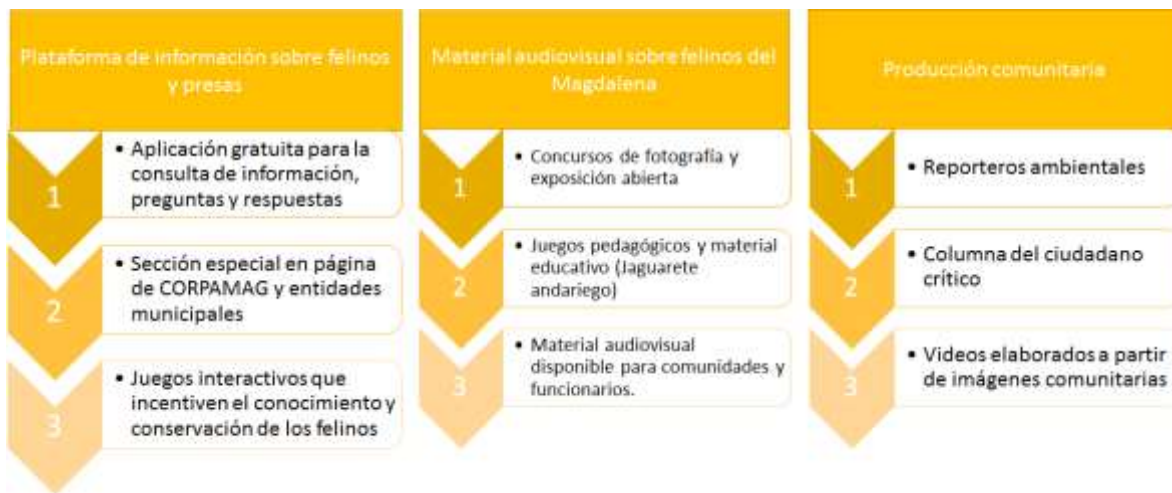 Plataforma de información sobre felinos
y presas
1
• Aplicación gratuita para la
consulta de información,
preguntas y respuestas
2
• Sección especial en página
de CORPAMAG y entidades
municipales
3
• Juegos interactivos que
incentiven el conocimiento y
conservación de los felinos
Material audiovisual sobre felinos del
Magdalena
1
• Concursos de fotografía y
exposición abierta
2
• Juegos pedagógicos y material
educativo (Jaguarete
andariego)
3
• Material audiovisual
disponible para comunidades y
funcionarios.
Producción comunitaria
1
• Reporteros ambientales
2
• Columna del ciudadano
crítico
3
• Videos elaborados a partir
de imágenes comunitarias